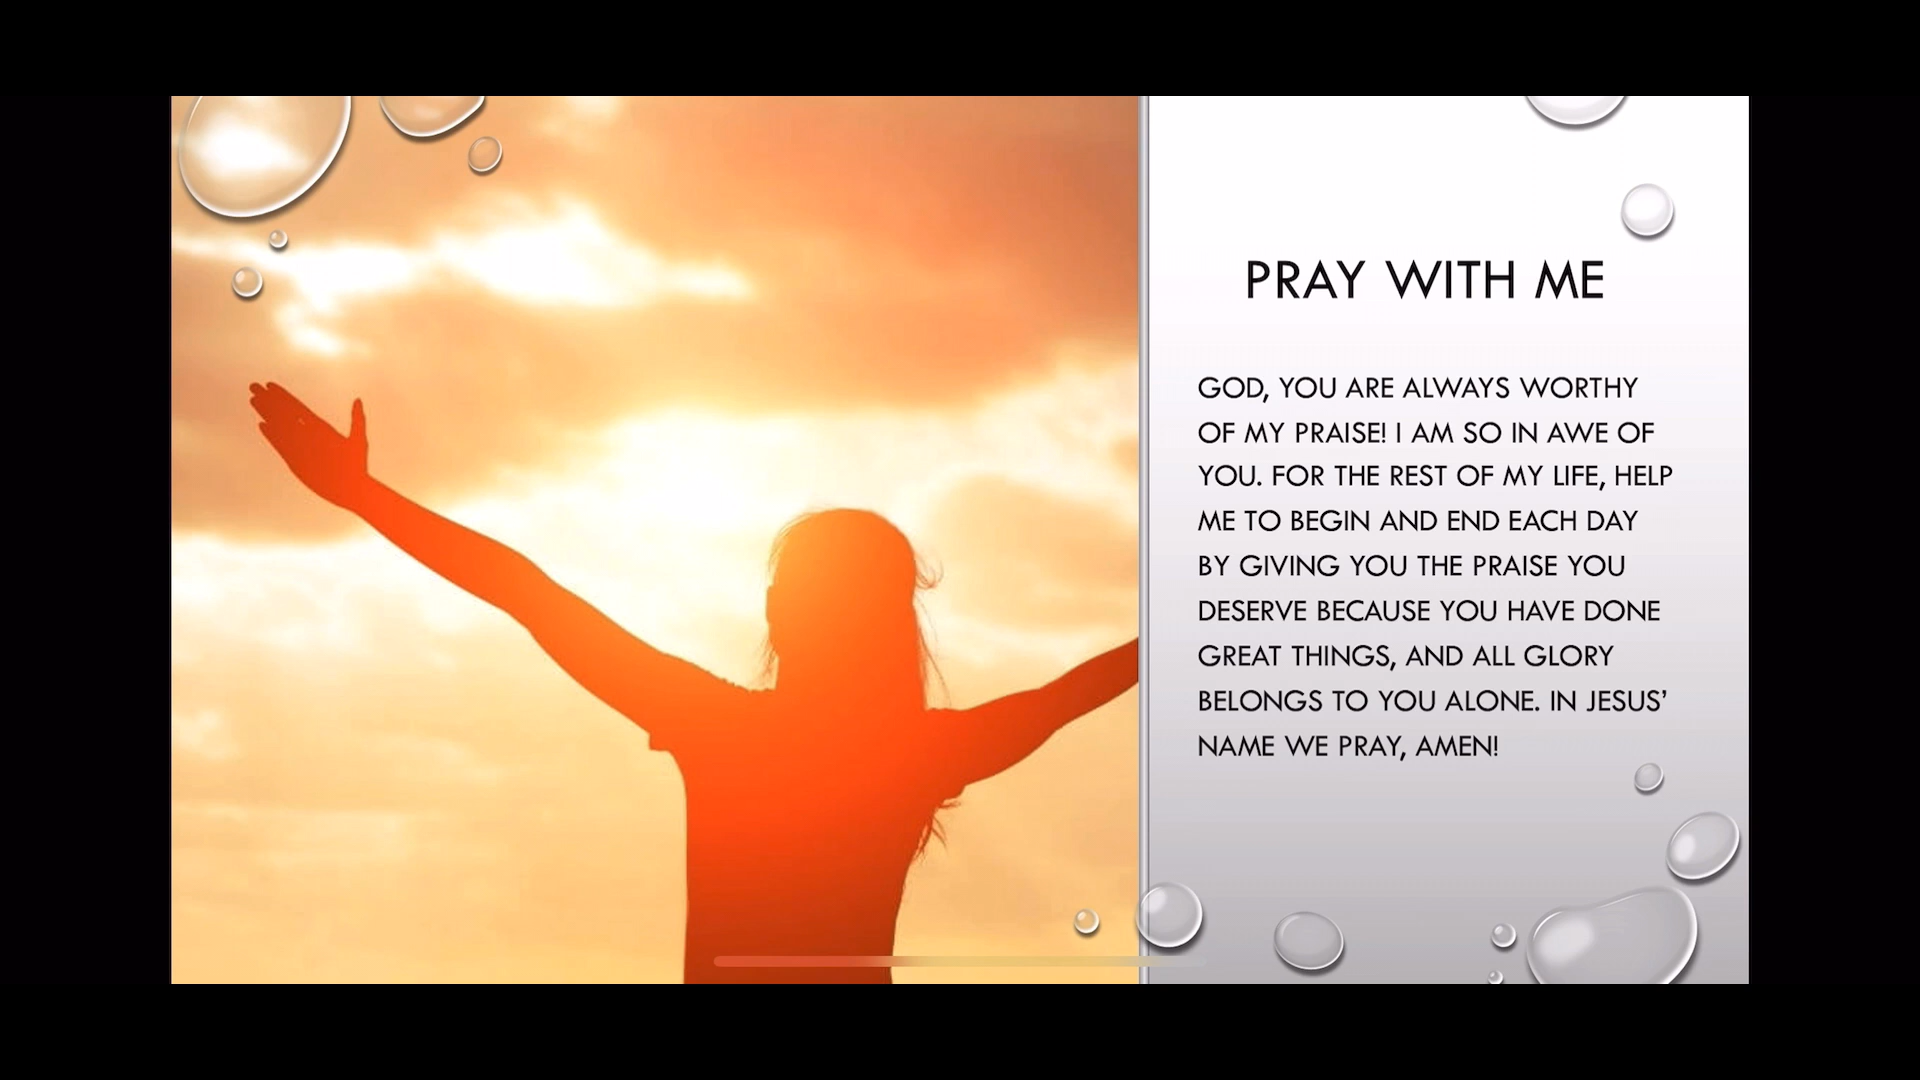 PRAY WITH ME
GOD, YOU ARE ALWAYS WORTHY
OF MY PRAISE! I AM SO IN AWE OF
YOU. FOR THE REST OF MY LIFE, HELP
ME TO BEGIN AND END EACH DAY
BY GIVING YOU THE PRAISE YOU
DESERVE BECAUSE YOU HAVE DONE
GREAT THINGS, AND ALL GLORY
BELONGS TO YOU ALONE. IN JESUS’
NAME WE PRAY, AMEN!